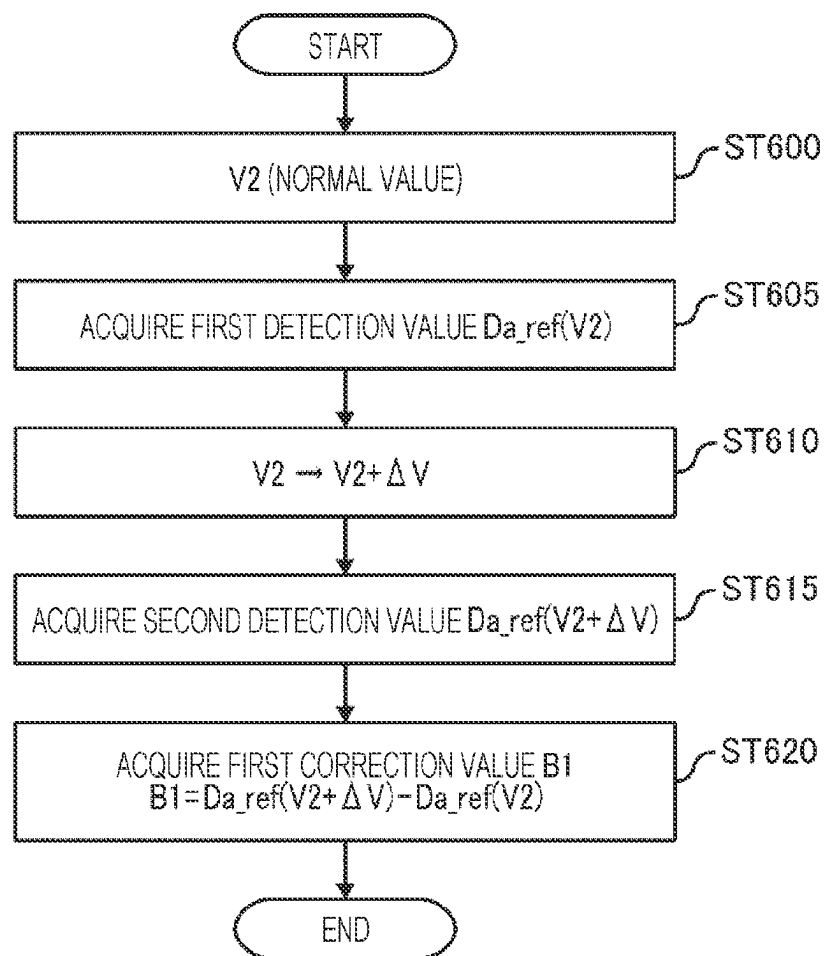 START
V2 (NORMAL VALUE)
ST600
ACQUIRE FIRST DETECTION VALUE Da_ref(V2)
ST605
V2 → V2+ΔV
ST610
ACQUIRE SECOND DETECTION VALUE Da_ref(V2+ΔV)
ST615
ACQUIRE FIRST CORRECTION VALUE B1
B1=Da_ref(V2+ΔV)-Da_ref(V2)
ST620
END